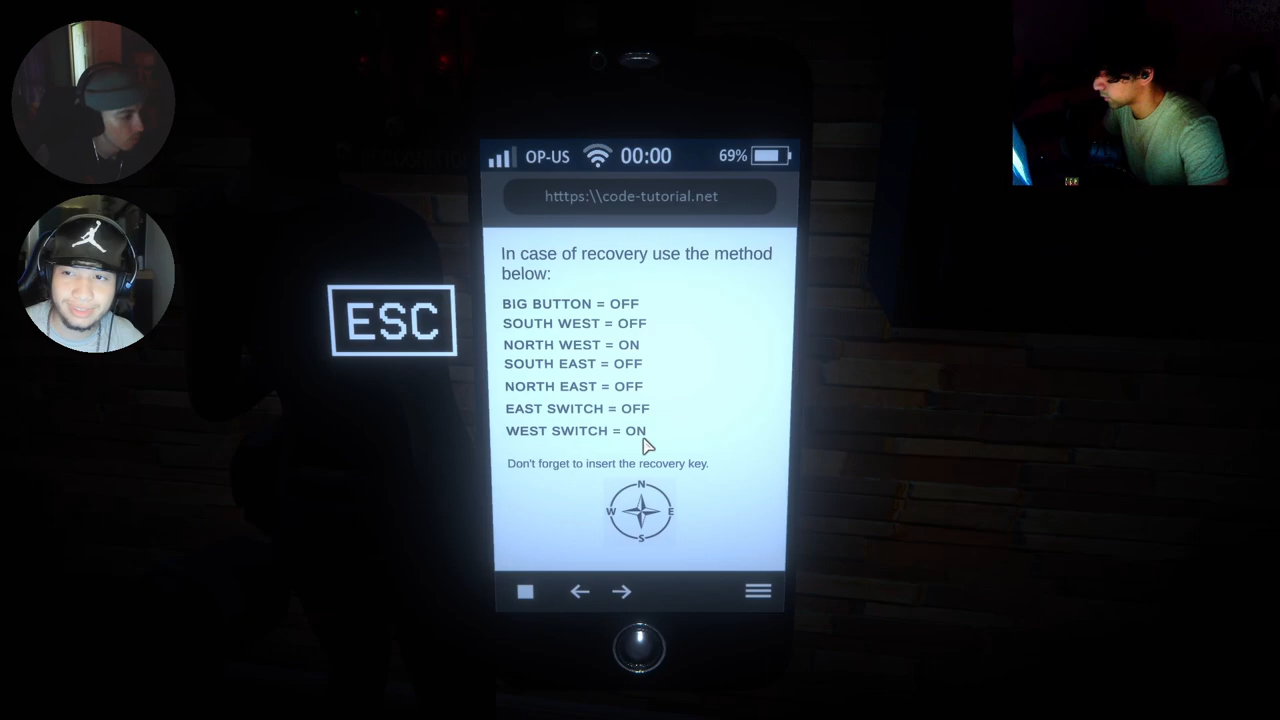 OP-US 00:00 69%
https:\\code-tutorial.net
In case of recovery use the method
below:
BIG BUTTON = OFF
SOUTH WEST = OFF
NORTH WEST = ON
SOUTH EAST = OFF
NORTH EAST = OFF
EAST SWITCH = OFF
WEST SWITCH = ON
Don't forget to insert the recovery key.
N
W E
S
ESC